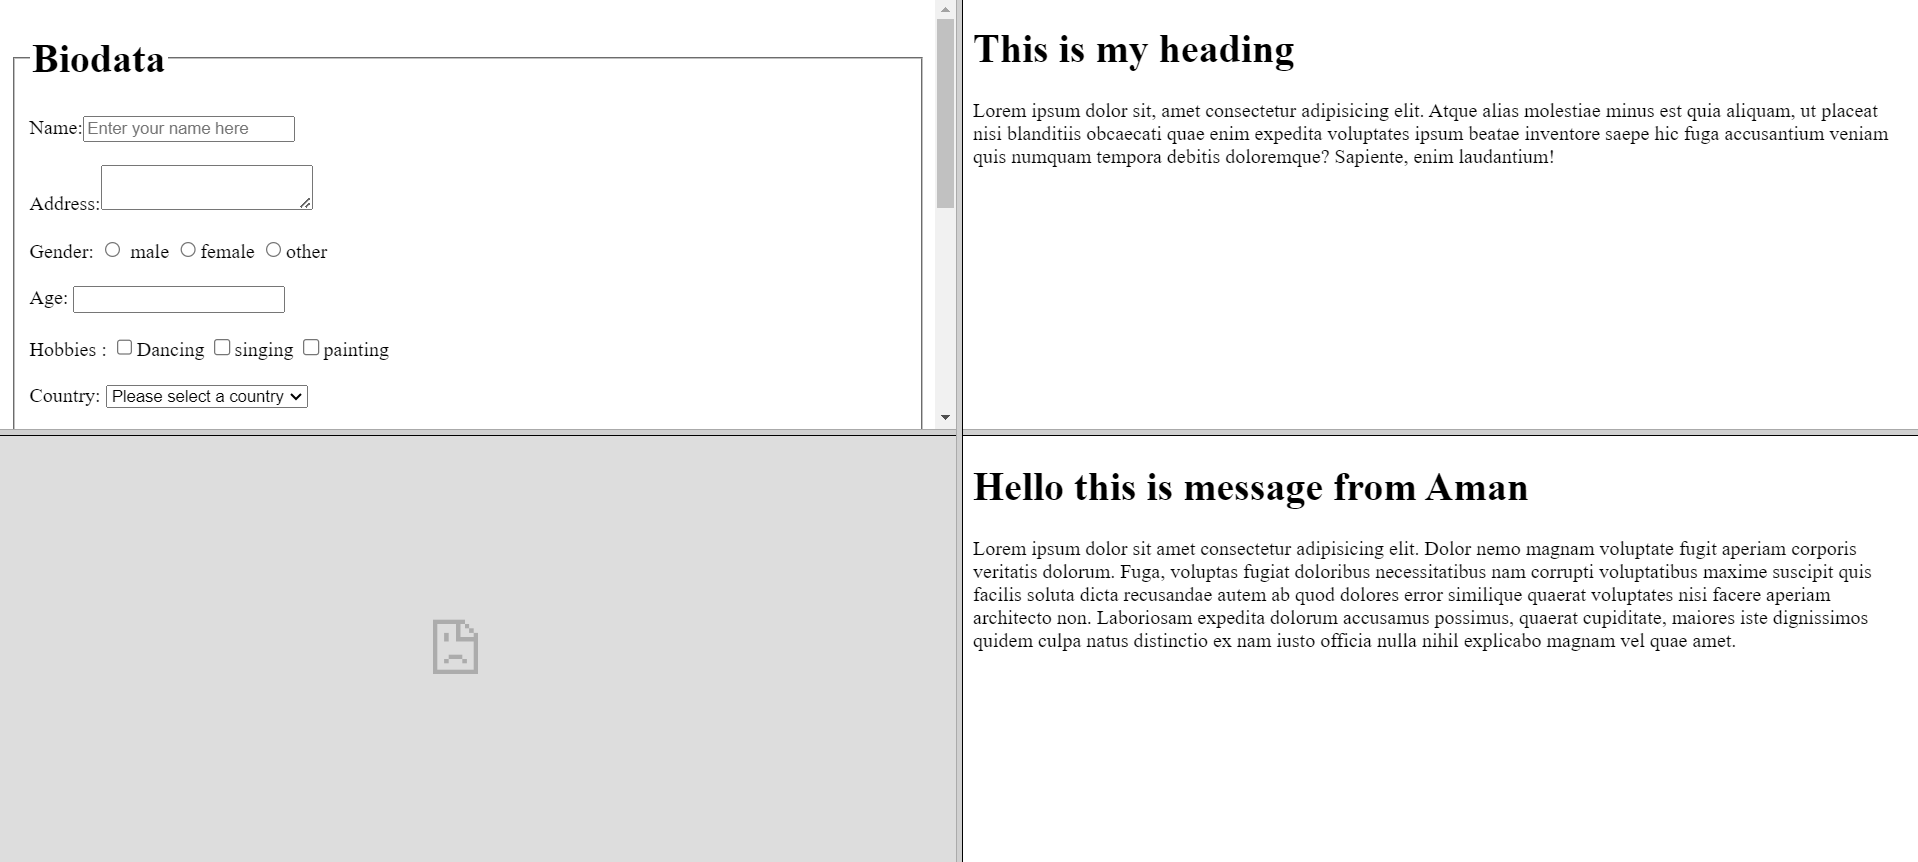 Biodata
Name: Enter your name here
Address:
Gender: male female other
Age:
Hobbies : Dancing singing painting
Country: Please select a country
This is my heading
Lorem ipsum dolor sit, amet consectetur adipisicing elit. Atque alias molestiae minus est quia aliquam, ut placeat
nisi blanditiis obcaecati quae enim expedita voluptates ipsum beatae inventore saepe hic fuga accusantium veniam
quis numquam tempora debitis doloremque? Sapiente, enim laudantium!
Hello this is message from Aman
Lorem ipsum dolor sit amet consectetur adipisicing elit. Dolor nemo magnam voluptate fugit aperiam corporis
veritatis dolorum. Fuga, voluptas fugiat doloribus necessitatibus nam corrupti voluptatibus maxime suscipit quis
facilis soluta dicta recusandae autem ab quod dolores error similique quaerat voluptates nisi facere aperiam
architecto non. Laboriosam expedita dolorum accusamus possimus, quaerat cupiditate, maiores iste dignissimos
quidem culpa natus distinctio ex nam iusto officia nulla nihil explicabo magnam vel quae amet.